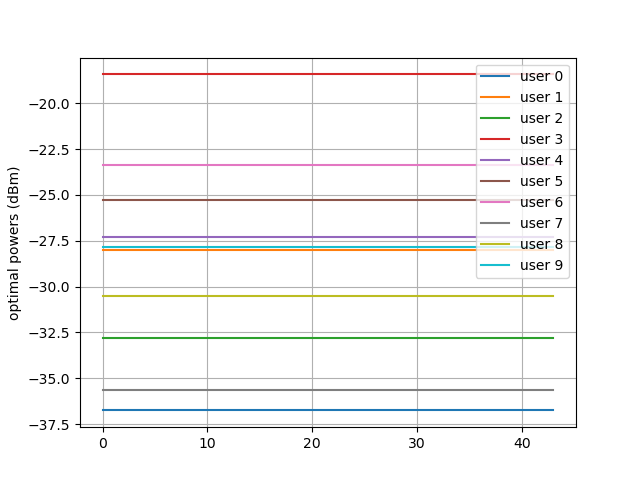 optimal powers (dBm)
−20.0
−22.5
−25.0
−27.5
−30.0
−32.5
−35.0
−37.5
0
10
20
30
40
user 0
user 1
user 2
user 3
user 4
user 5
user 6
user 7
user 8
user 9